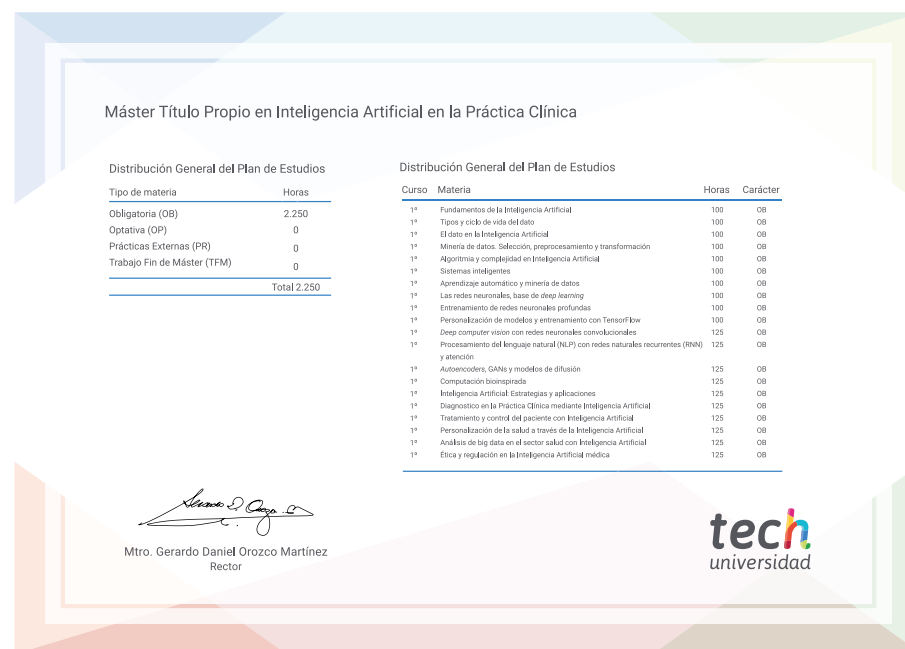 Máster Título Propio en Inteligencia Artificial en la Práctica Clínica
Distribución General del Plan de Estudios
Tipo de materia Horas
Obligatoria (OB) 2.250
Optativa (OP) 0
Prácticas Externas (PR) 0
Trabajo Fin de Máster (TFM) 0
Total 2.250
Distribución General del Plan de Estudios
Curso Materia Horas Carácter
1º Fundamentos de la Inteligencia Artificial 100 OB
1º Tipos y ciclo de vida del dato 100 OB
1º El dato en la Inteligencia Artificial 100 OB
1º Minería de datos. Selección, preprocesamiento y transformación 100 OB
1º Algoritmia y complejidad en Inteligencia Artificial 100 OB
1º Sistemas inteligentes 100 OB
1º Aprendizaje automático y minería de datos 100 OB
1º Las redes neuronales, base de deep learning 100 OB
1º Entrenamiento de redes neuronales profundas 100 OB
1º Personalización de modelos y entrenamiento con TensorFlow 100 OB
1º Deep computer vision con redes neuronales convolucionales 125 OB
1º Procesamiento del lenguaje natural (NLP) con redes naturales recurrentes (RNN) 125 OB
y atención
1º Autoencoders, GANs y modelos de difusión 125 OB
1º Computación bioinspirada 125 OB
1º Inteligencia Artificial: Estrategias y aplicaciones 125 OB
1º Diagnostico en la Práctica Clínica mediante Inteligencia Artificial 125 OB
1º Tratamiento y control del paciente con Inteligencia Artificial 125 OB
1º Personalización de la salud a través de la Inteligencia Artificial 125 OB
1º Análisis de big data en el sector salud con Inteligencia Artificial 125 OB
1º Ética y regulación en la Inteligencia Artificial médica 125 OB
Mtro. Gerardo Daniel Orozco Martínez
Rector
tech
universidad